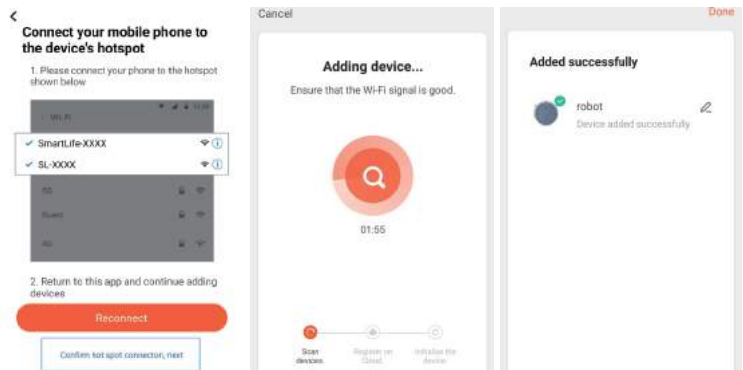 Connect your mobile phone to
the device's hotspot
1. Please connect your phone to the hotspot
shown below
SmartLife-XXXX
SL-XXXX
2. Return to this app and continue adding
devices
Reconnect
Confirm hot spot connection, next
Cancel
Adding device...
Ensure that the Wi-Fi signal is good.
01:55
Scan
devices.
Register on
Cloud.
Initialize the
device.
Done
Added successfully
robot
Device added successfully